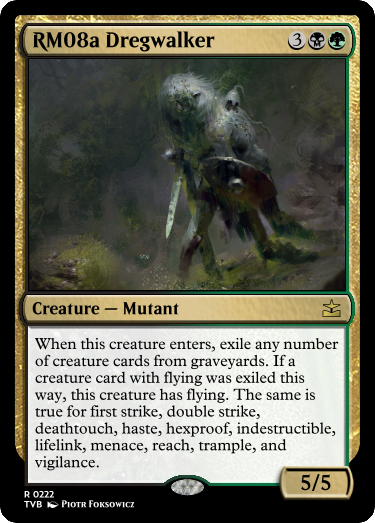 RM08a Dregwalker 3
Creature — Mutant
When this creature enters, exile any number
of creature cards from graveyards. If a
creature card with flying was exiled this
way, this creature has flying. The same is
true for first strike, double strike,
deathtouch, haste, hexproof, indestructible,
lifelink, menace, reach, trample, and
vigilance.
5/5
R 0222
TVB Piotr Foksowicz